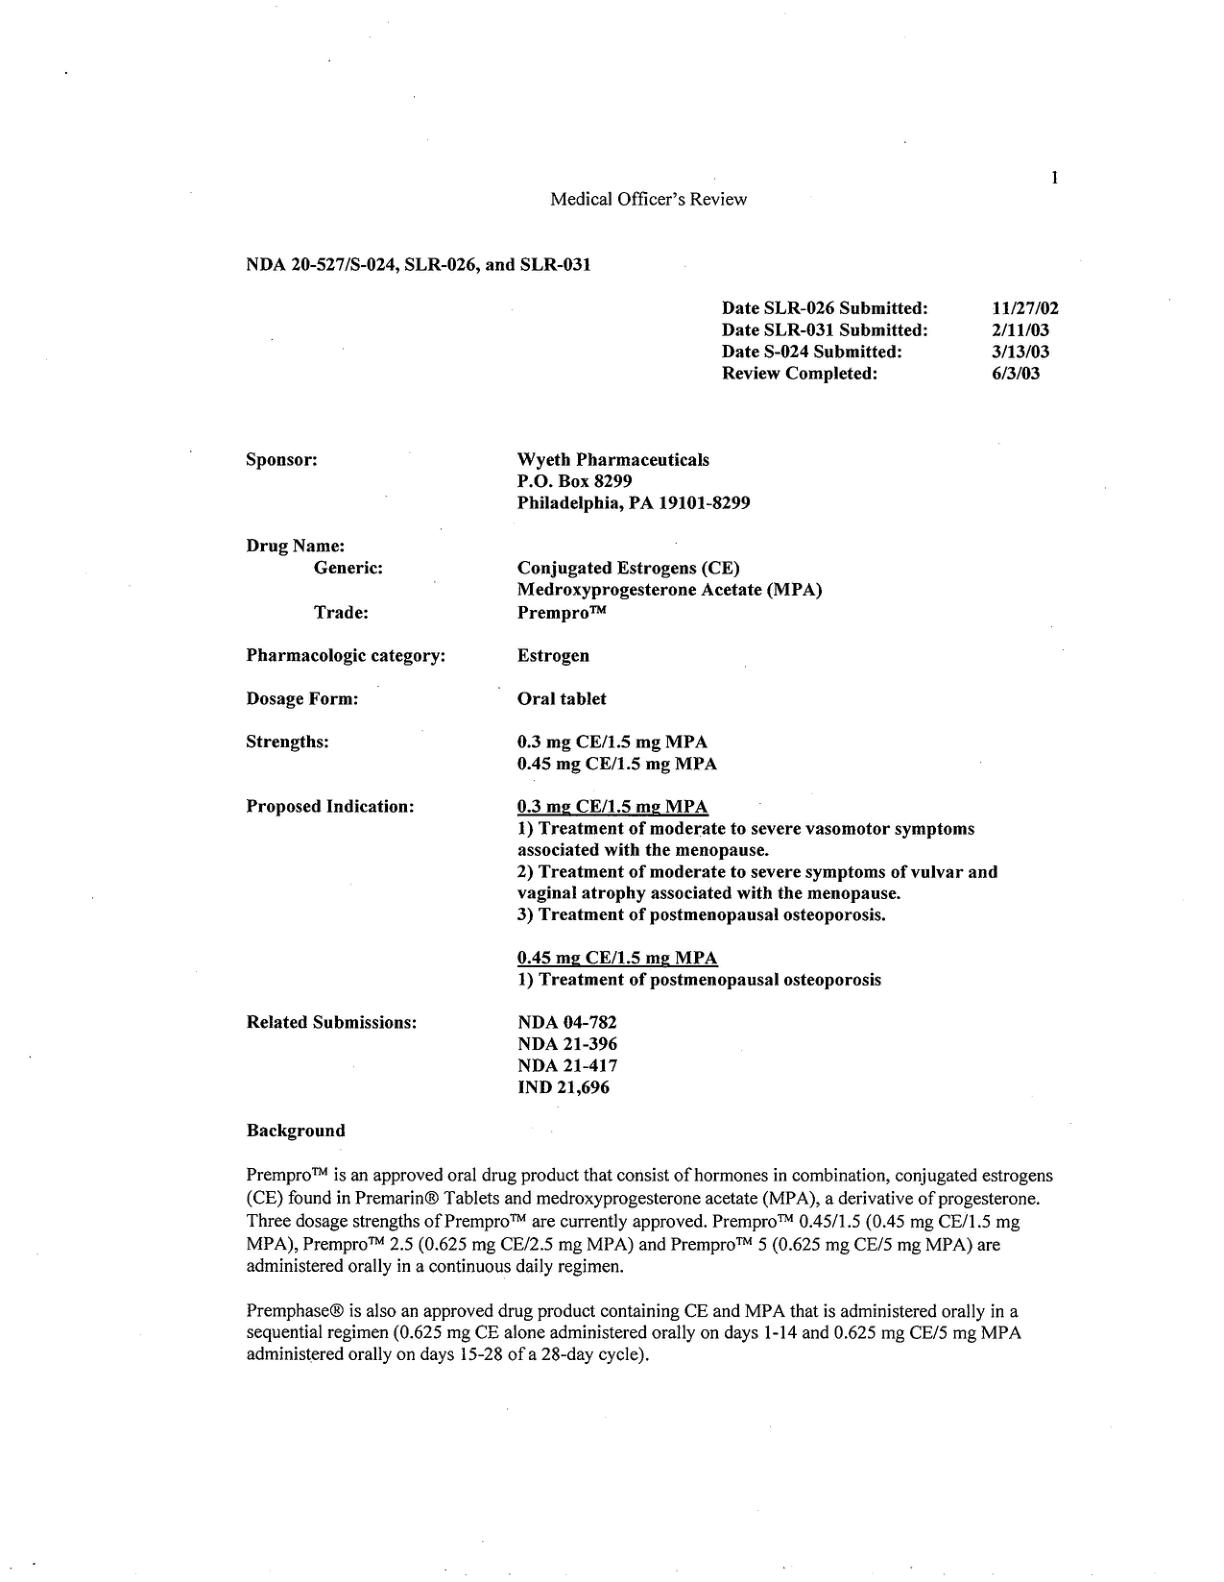 1
Medical Officer's Review
NDA 20-527/S-024, SLR-026, and SLR-031
Date SLR-026 Submitted: 11/27/02
Date SLR-031 Submitted: 2/11/03
Date S-024 Submitted: 3/13/03
Review Completed: 6/3/03
Sponsor: Wyeth Pharmaceuticals
P.O. Box 8299
Philadelphia, PA 19101-8299
Drug Name:
Generic: Conjugated Estrogens (CE)
Medroxyprogesterone Acetate (MPA)
Trade: Prempro™
Pharmacologic category: Estrogen
Dosage Form: Oral tablet
Strengths: 0.3 mg CE/1.5 mg MPA
0.45 mg CE/1.5 mg MPA
Proposed Indication: 0.3 mg CE/1.5 mg MPA
1) Treatment of moderate to severe vasomotor symptoms
associated with the menopause.
2) Treatment of moderate to severe symptoms of vulvar and
vaginal atrophy associated with the menopause.
3) Treatment of postmenopausal osteoporosis.
0.45 mg CE/1.5 mg MPA
1) Treatment of postmenopausal osteoporosis
Related Submissions: NDA 04-782
NDA 21-396
NDA 21-417
IND 21,696
Background
Prempro™ is an approved oral drug product that consist of hormones in combination, conjugated estrogens
(CE) found in Premarin® Tablets and medroxyprogesterone acetate (MPA), a derivative of progesterone.
Three dosage strengths of Prempro™ are currently approved. Prempro™ 0.45/1.5 (0.45 mg CE/1.5 mg
MPA), Prempro™ 2.5 (0.625 mg CE/2.5 mg MPA) and Prempro™ 5 (0.625 mg CE/5 mg MPA) are
administered orally in a continuous daily regimen.
Premphase® is also an approved drug product containing CE and MPA that is administered orally in a
sequential regimen (0.625 mg CE alone administered orally on days 1-14 and 0.625 mg CE/5 mg MPA
administered orally on days 15-28 of a 28-day cycle).